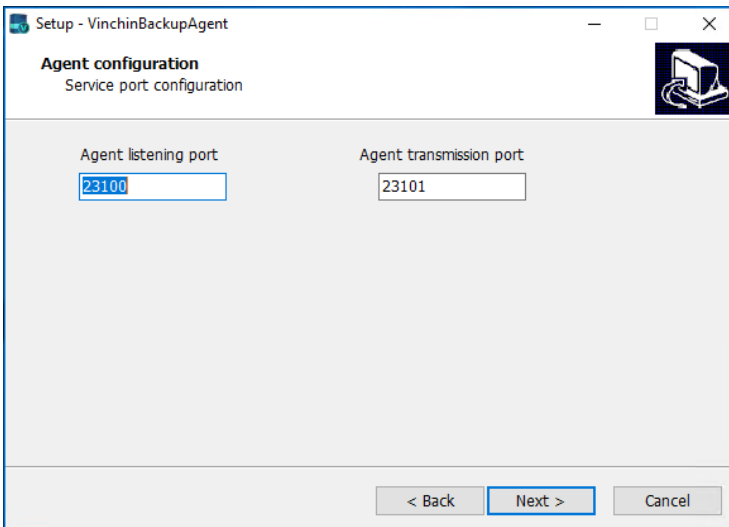 Setup - VinchinBackupAgent
Agent configuration
Service port configuration
Agent listening port Agent transmission port
23100 23101
< Back Next > Cancel